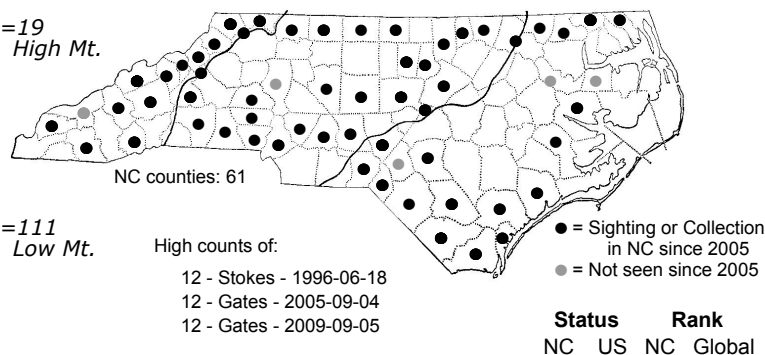 =19
High Mt.
NC counties: 61
=111
Low Mt.
High counts of:
12 - Stokes - 1996-06-18
12 - Gates - 2005-09-04
12 - Gates - 2009-09-05
= Sighting or Collection
in NC since 2005
= Not seen since 2005
Status Rank
NC US NC Global